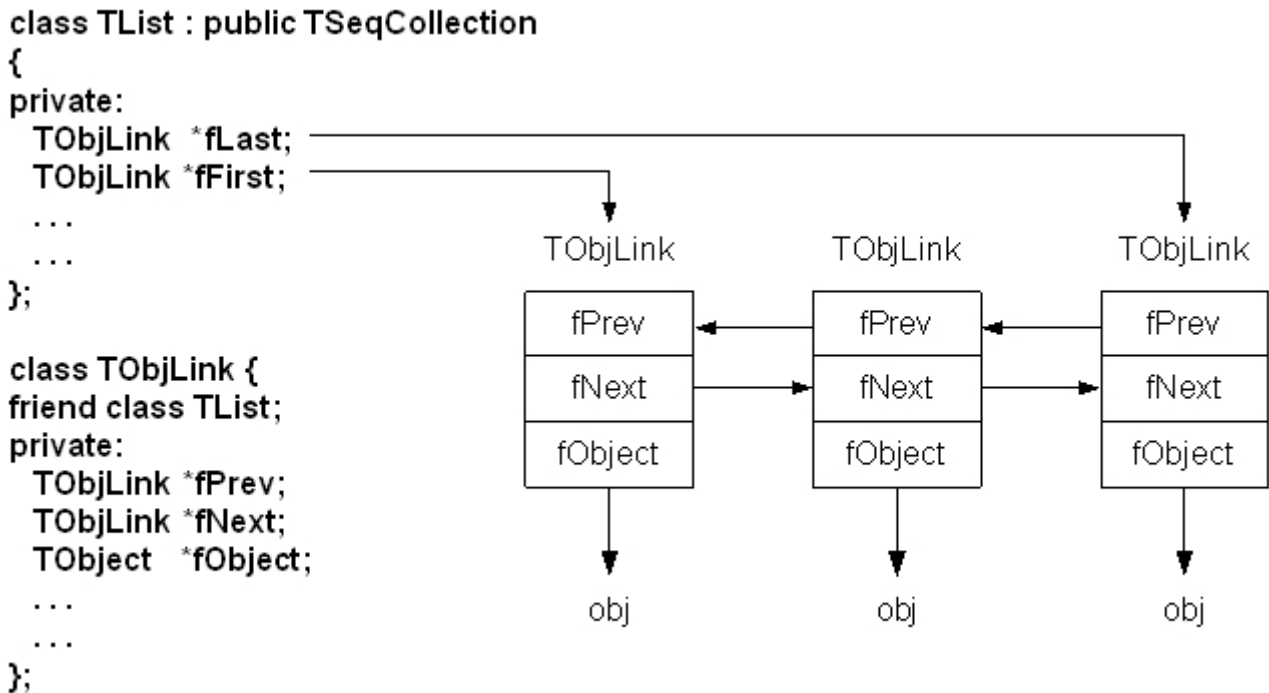 class TList : public TSeqCollection
{
private:
TObjLink *fLast;
TObjLink *fFirst;
. . .
. . .
};
class TObjLink {
friend class TList;
private:
TObjLink *fPrev;
TObjLink *fNext;
TObject *fObject;
. . .
. . .
};
TObjLink TObjLink TObjLink
fPrev fPrev fPrev
fNext fNext fNext
fObject fObject fObject
obj obj obj